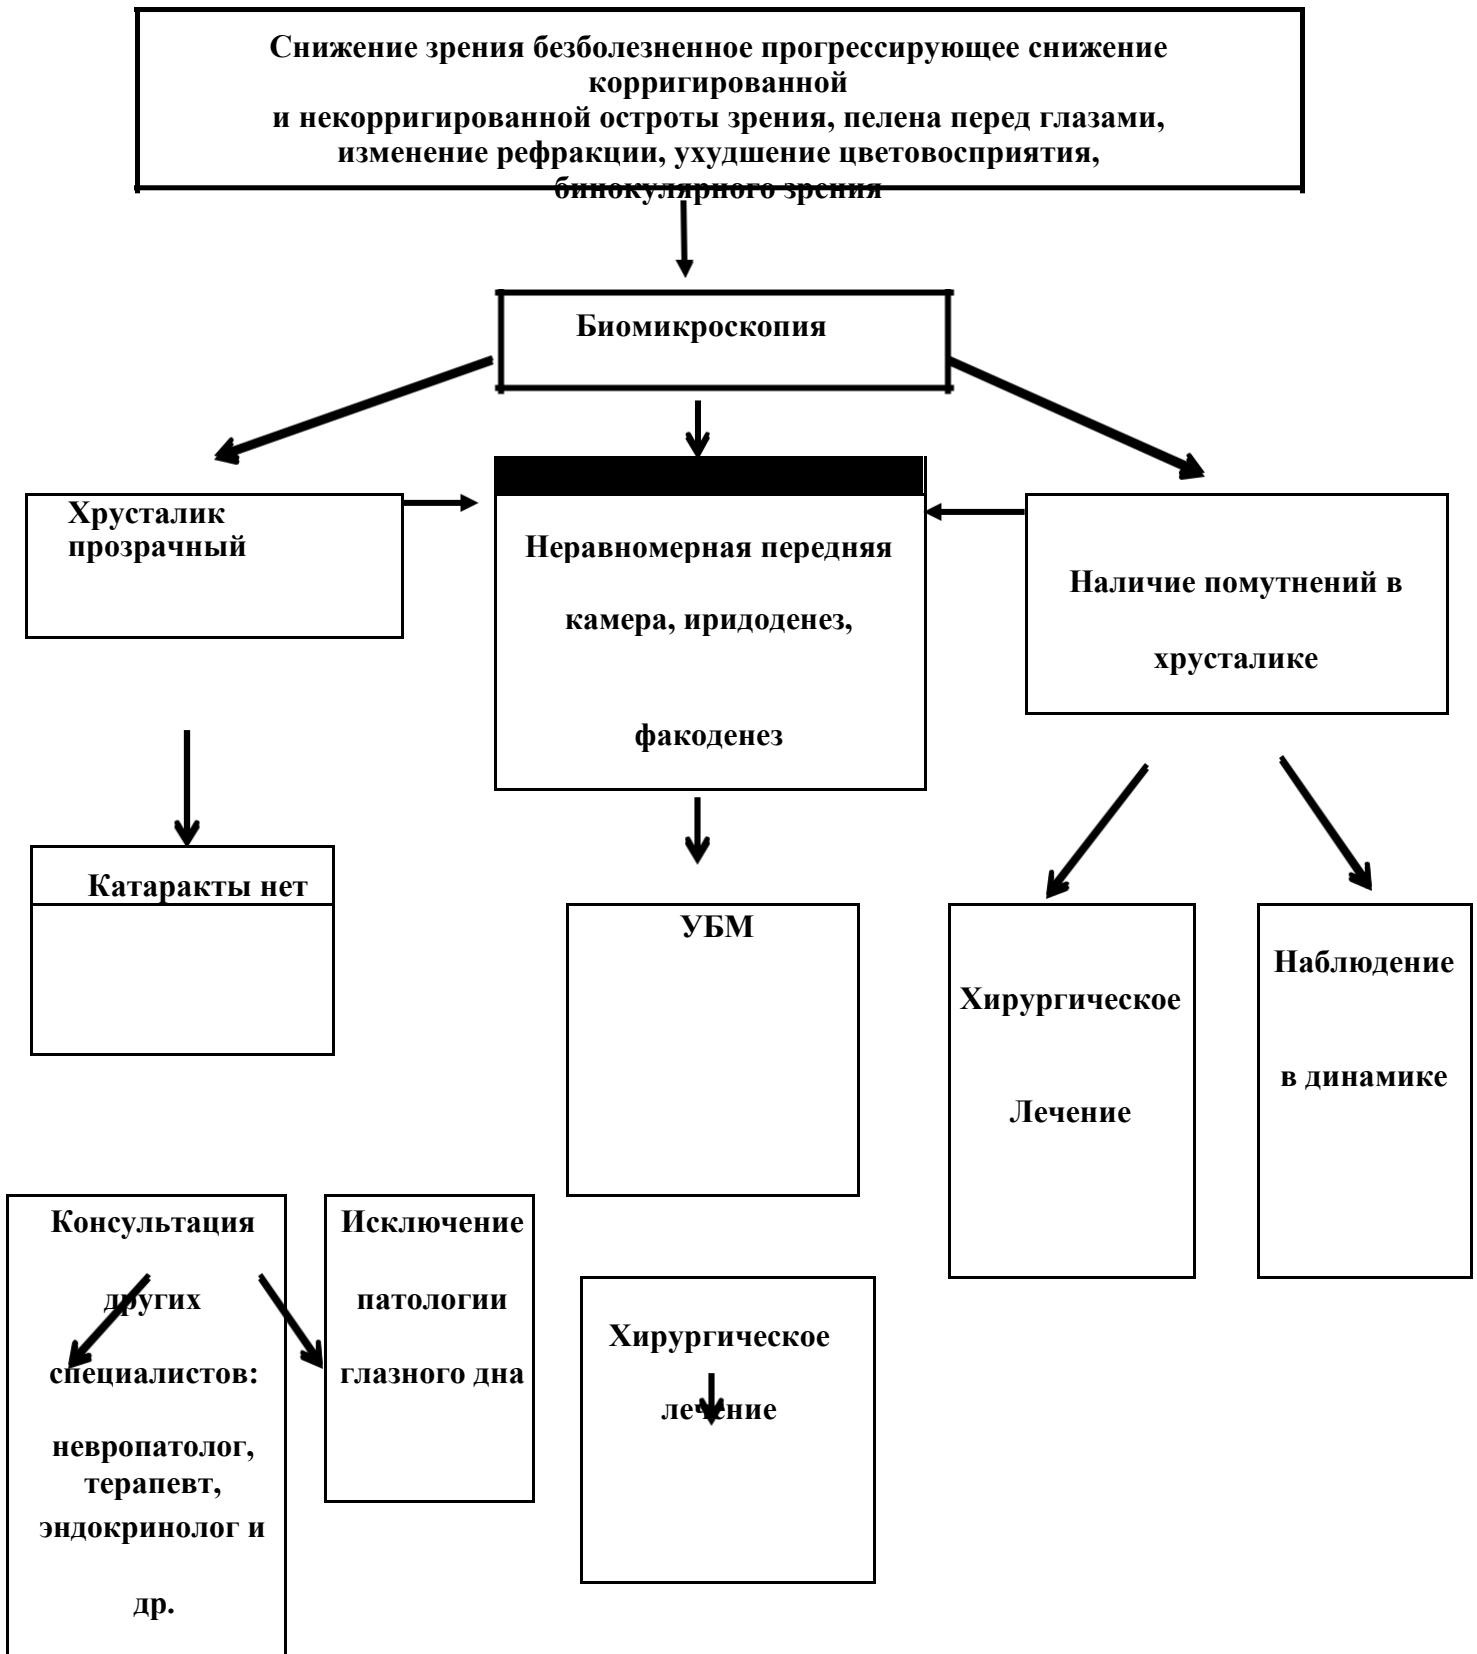 Снижение зрения безболезненное прогрессирующее снижение
корригированной
и некорригированной остроты зрения, пелена перед глазами,
изменение рефракции, ухудшение цветовосприятия,
бинокулярного зрения
Биомикроскопия
Хрусталик
прозрачный
Неравномерная передняя
камера, иридоденез,
факоденез
Наличие помутнений в
хрусталике
Катаракты нет
УБМ
Хирургическое
Лечение
Наблюдение
в динамике
Консультация
других
специалистов:
невропатолог,
терапевт,
эндокринолог и
др.
Исключение
патологии
глазного дна
Хирургическое
лечение